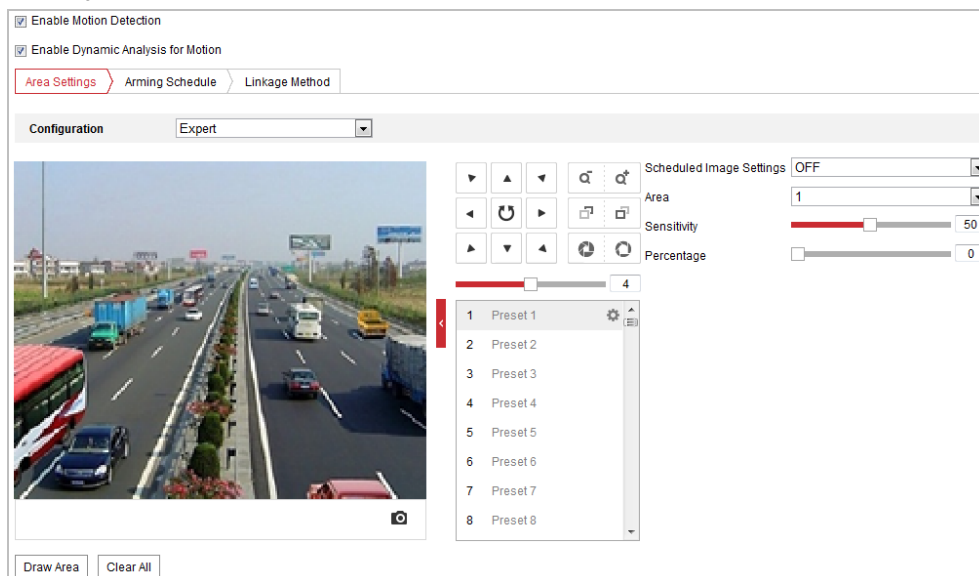 Enable Motion Detection
Enable Dynamic Analysis for Motion
Area Settings
Arming Schedule
Linkage Method
Configuration
Expert
Scheduled Image Settings
OFF
Area
1
Sensitivity
50
Percentage
0
4
1 Preset 1
2 Preset 2
3 Preset 3
4 Preset 4
5 Preset 5
6 Preset 6
7 Preset 7
8 Preset 8
Draw Area
Clear All